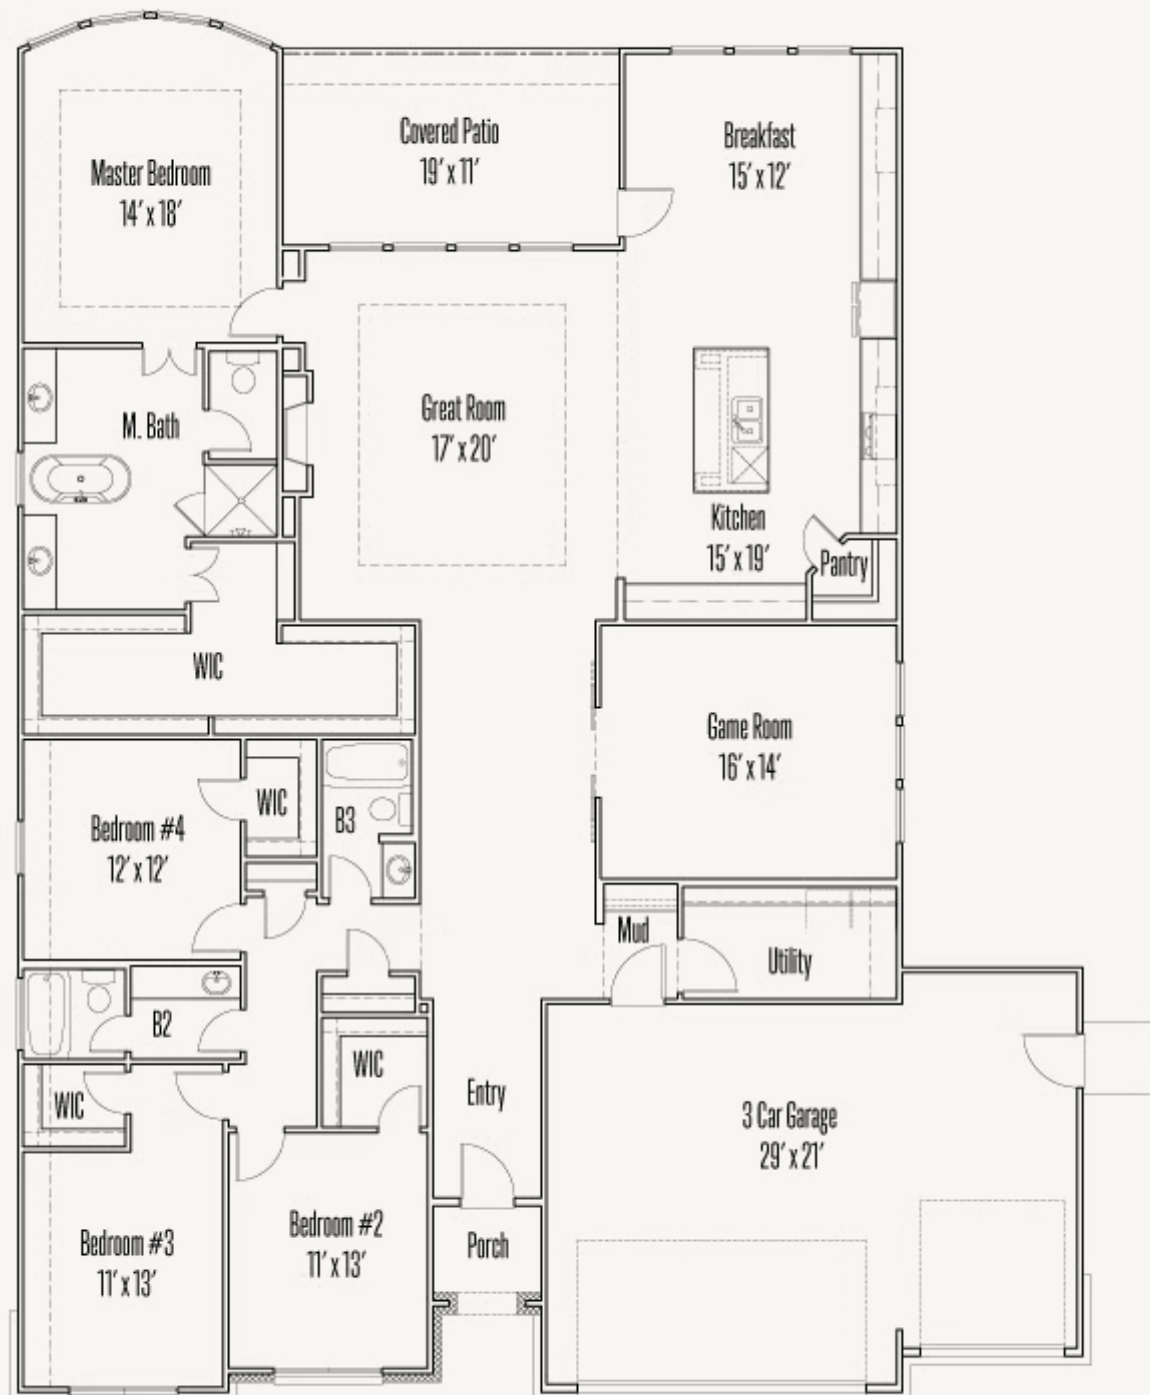 Master Bedroom
14' x 18'
Covered Patio
19' x 11'
Breakfast
15' x 12'
M. Bath
Great Room
17' x 20'
Kitchen
15' x 19'
Pantry
WIC
Game Room
16' x 14'
Bedroom #4
12' x 12'
WIC
B3
Mud
Utility
B2
WIC
WIC
Entry
3 Car Garage
29' x 21'
Bedroom #3
11' x 13'
Bedroom #2
11' x 13'
Porch